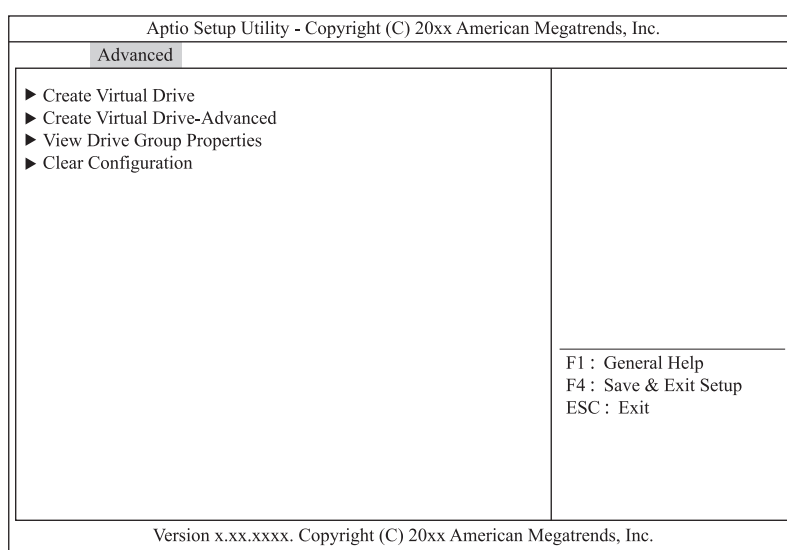 Aptio Setup Utility - Copyright (C) 20xx American Megatrends, Inc.
Advanced
▶ Create Virtual Drive
▶ Create Virtual Drive-Advanced
▶ View Drive Group Properties
▶ Clear Configuration
F1 : General Help
F4 : Save & Exit Setup
ESC : Exit
Version x.xx.xxxx. Copyright (C) 20xx American Megatrends, Inc.